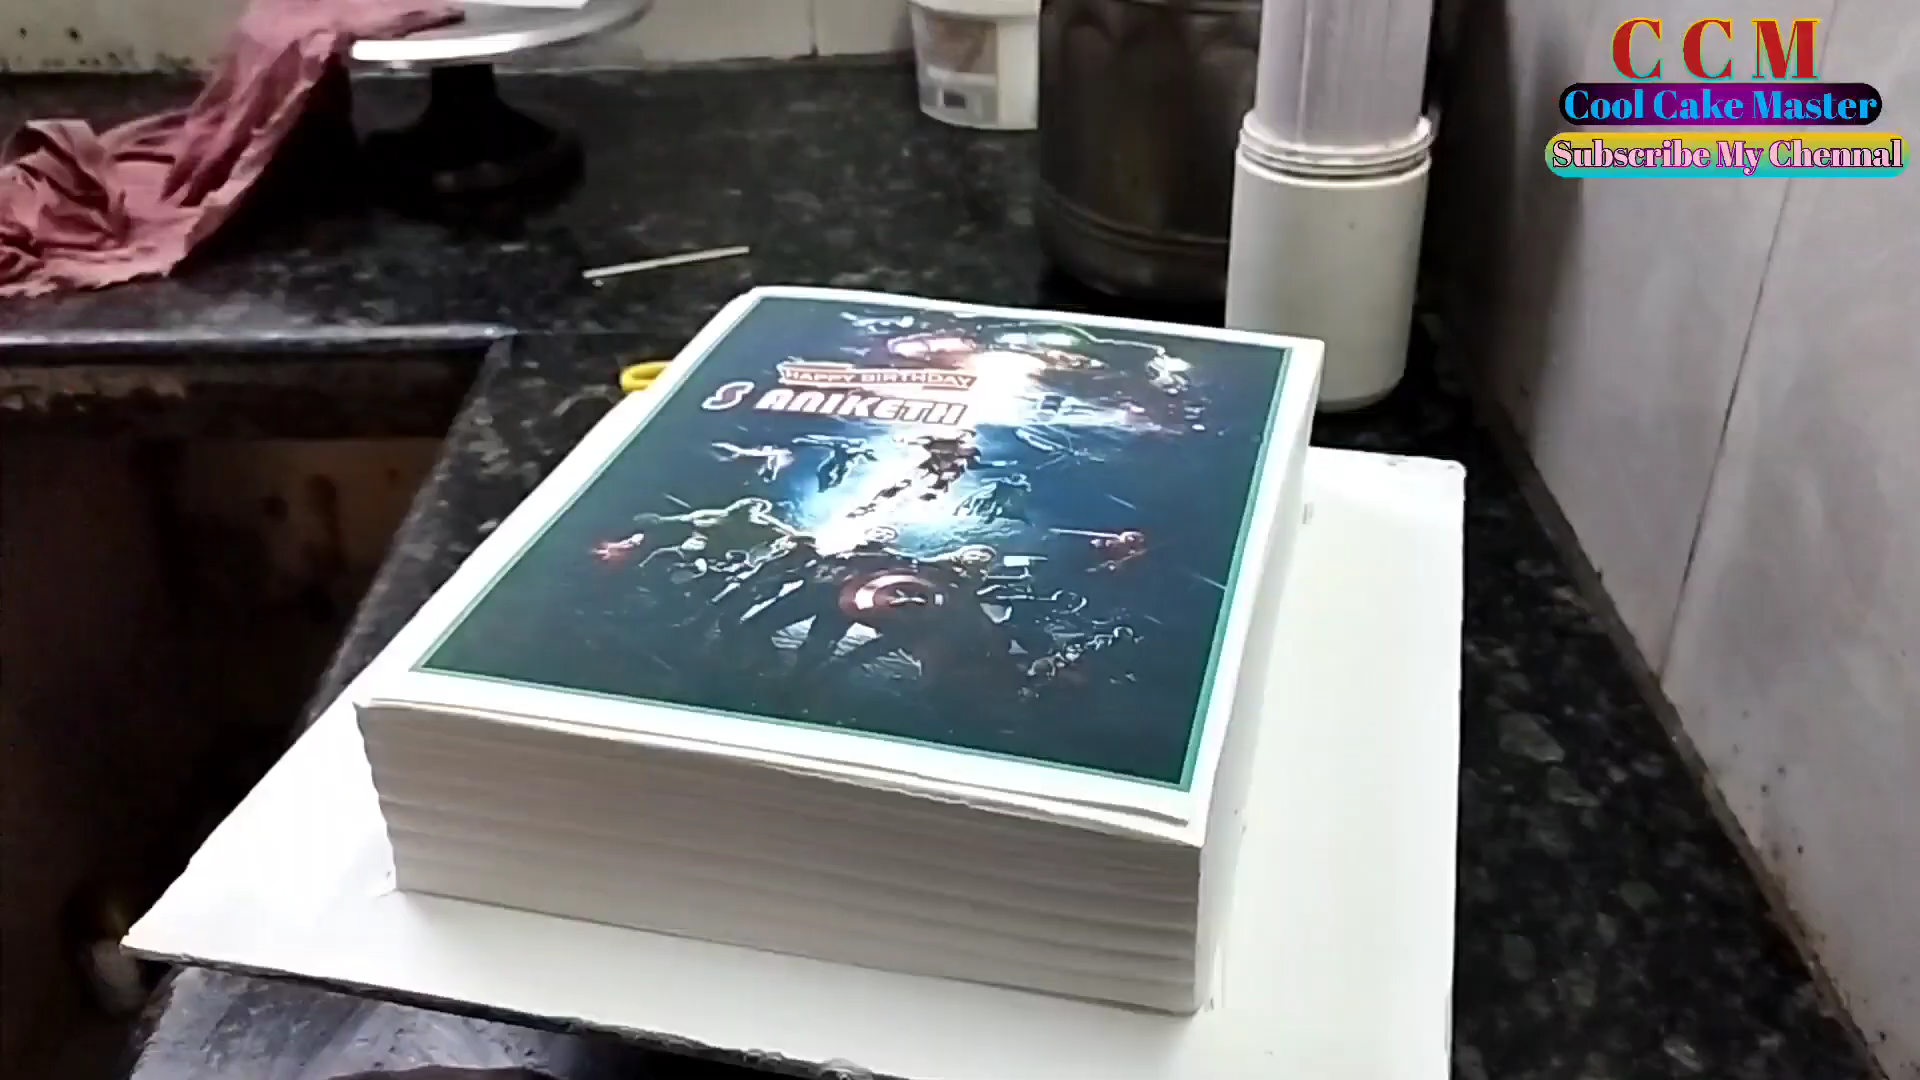 C C M
Cool Cake Master
Subscribe My Chennal
HAPPY BIRTHDAY
S ANIKETH